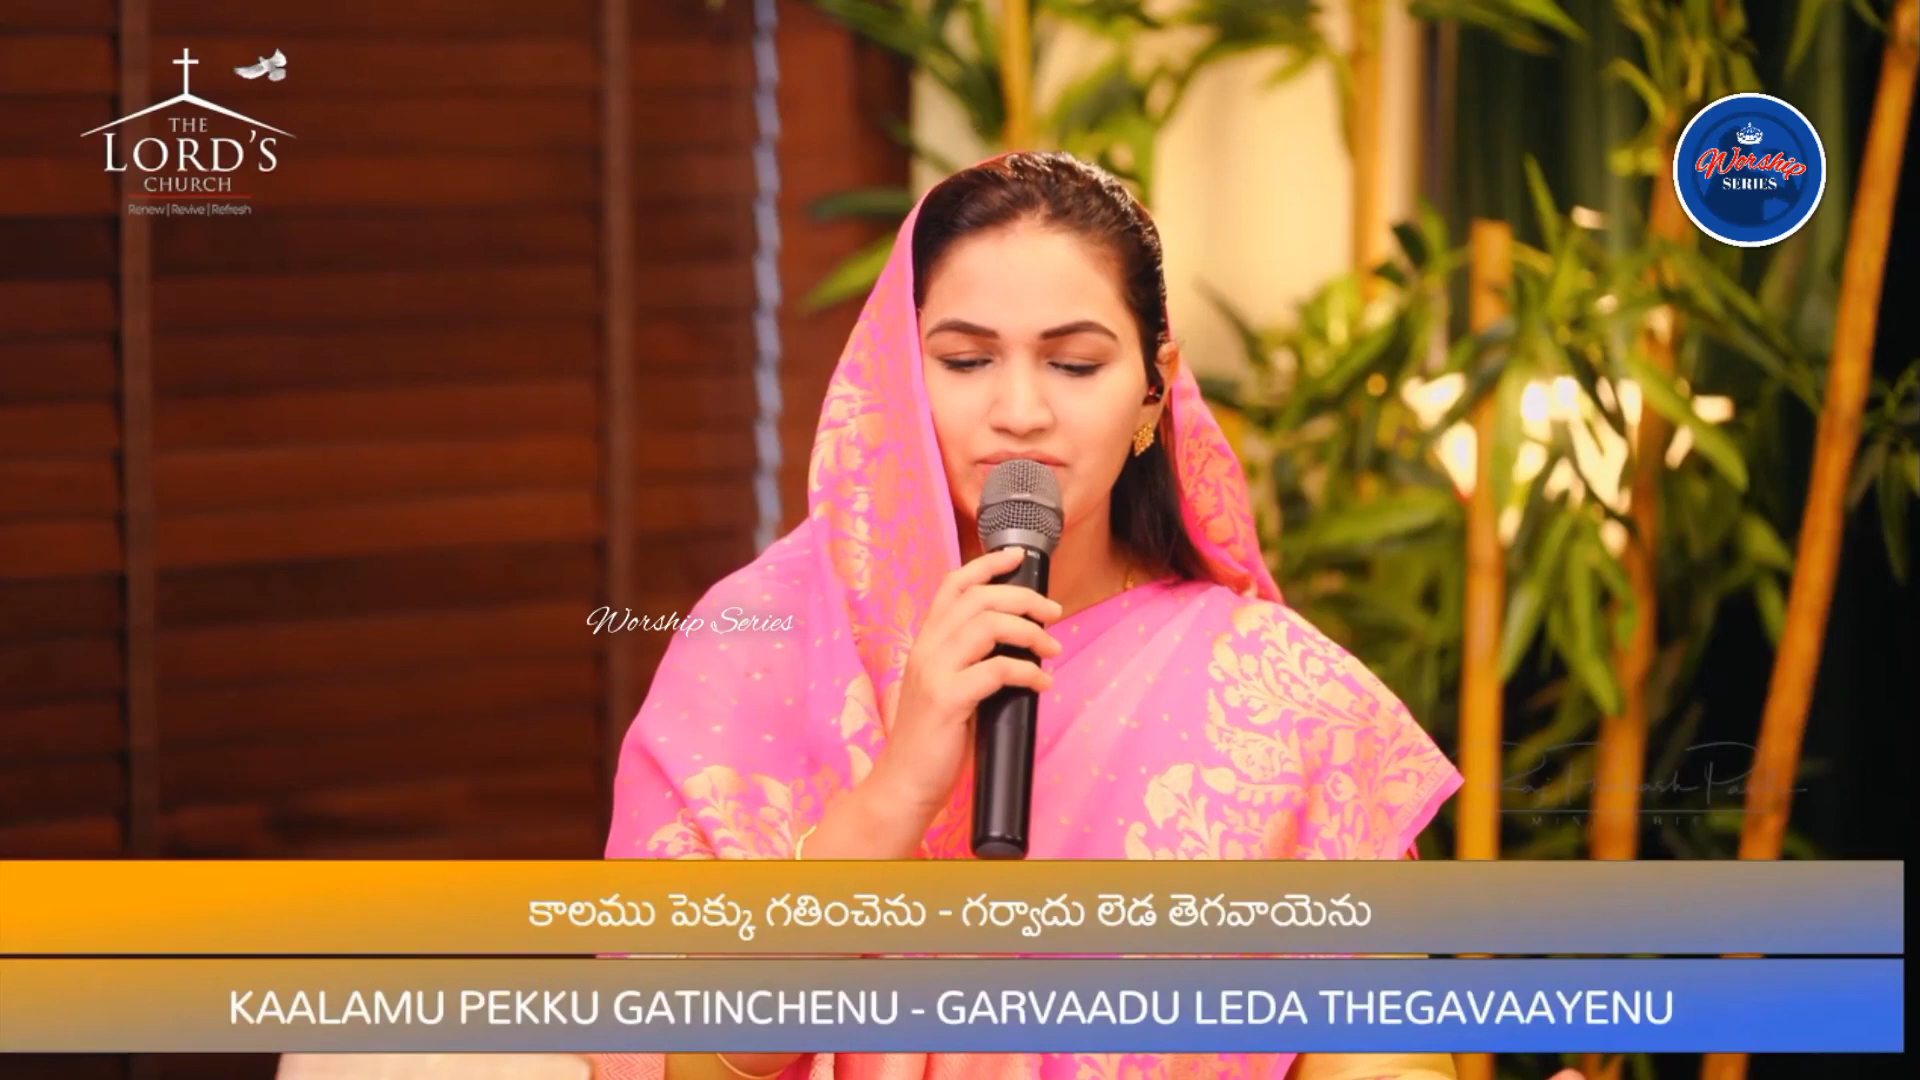 THE
LORD'S
CHURCH
Renew | Revive | Refresh
Worship
SERIES
Worship Series
కాలము పెక్కు గతించెను - గర్వాదు లెడ తెగవాయెను
KAALAMU PEKKU GATINCHENU - GARVAADU LEDA THEGAVAAYENU